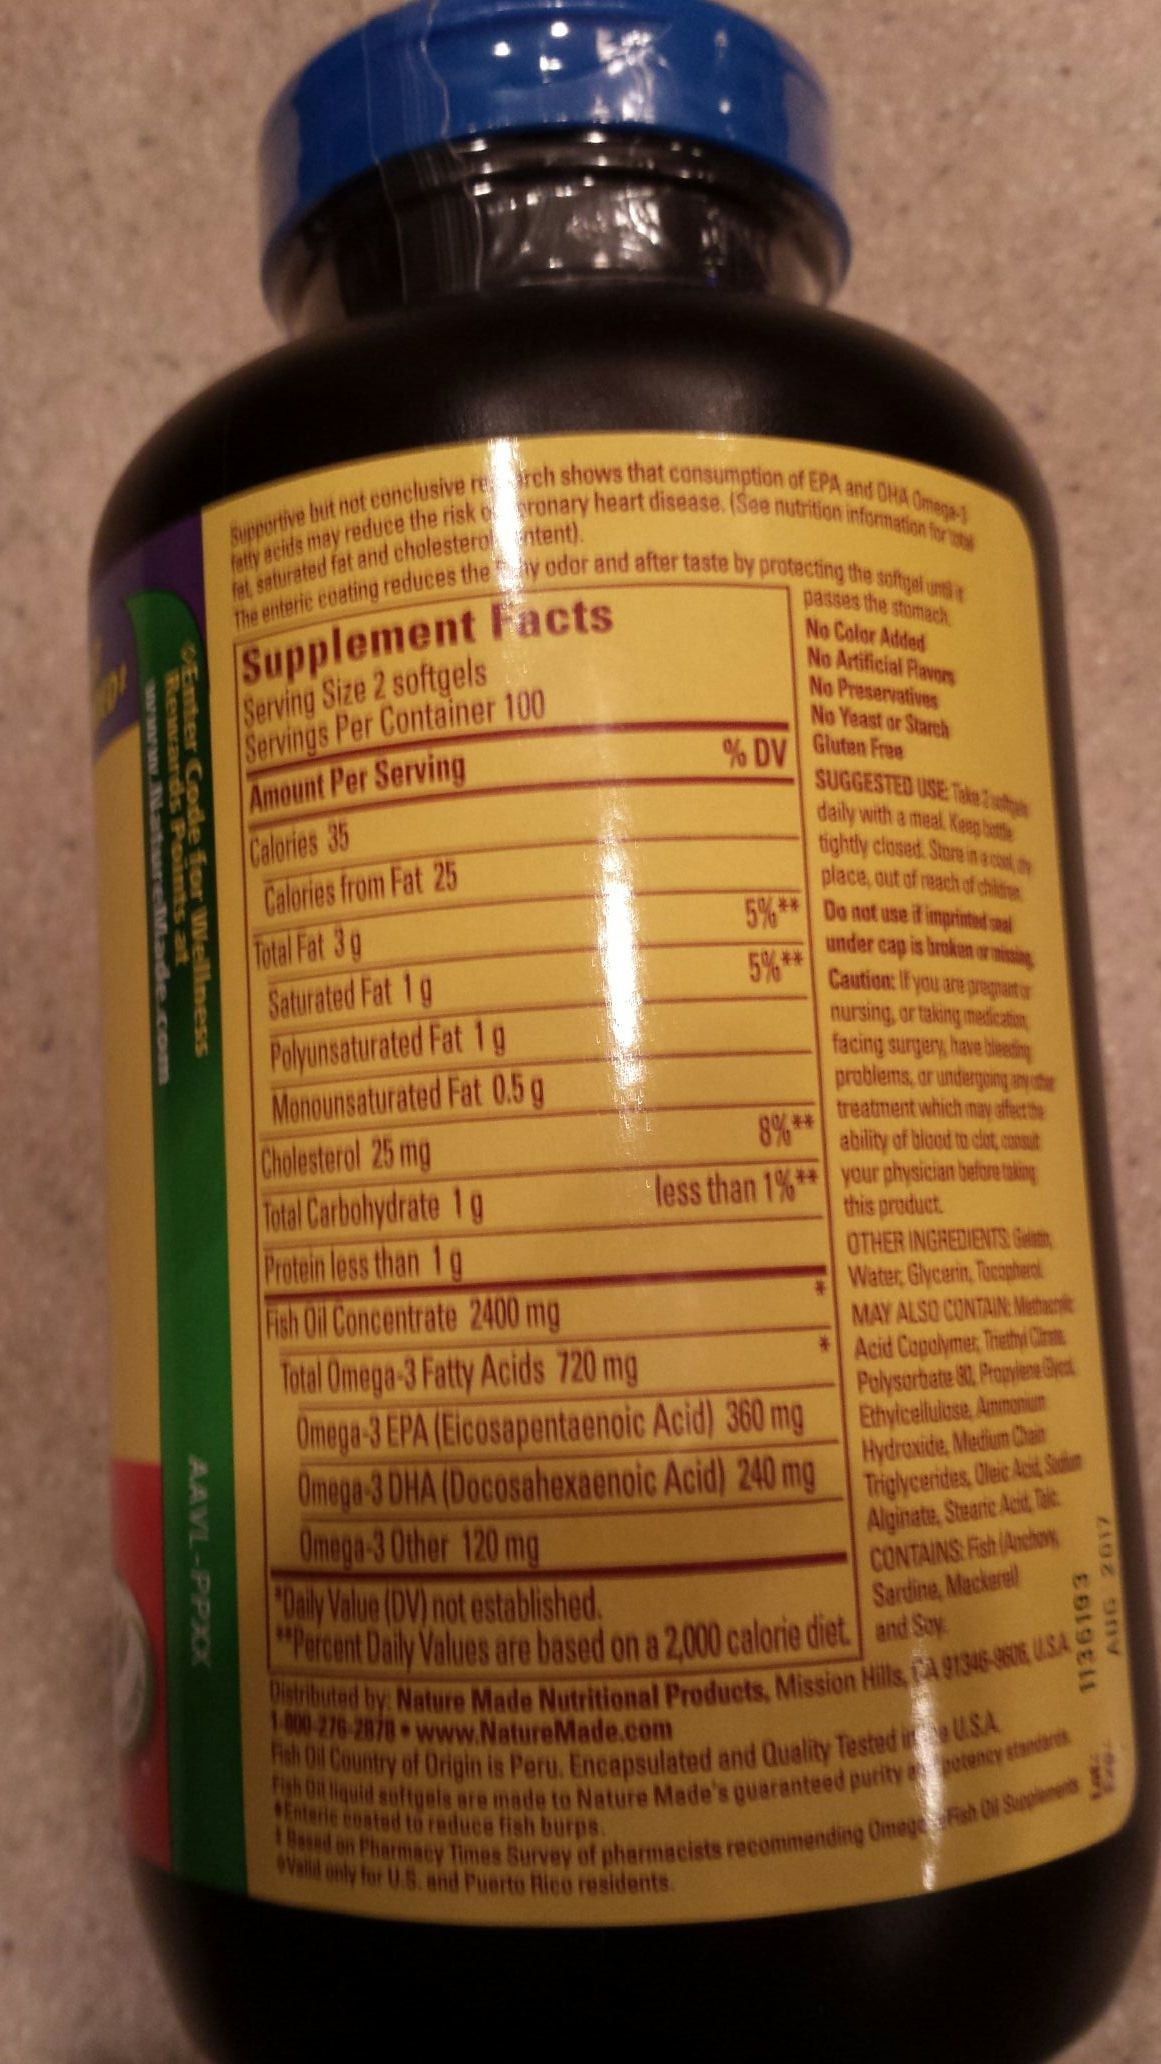 Supportive but not conclusive shows that consumption of EPA and DHA Omega-3
fatty acids may reduce the risk heart disease. (See nutrition information for total
fat, saturated fat and cholesterol
The enteric coating reduces the odor and after taste by protecting the softgel until it
passes the stomach.
Supplement Facts
Serving Size 2 softgels
Servings Per Container 100
Amount Per Serving % DV
Calories 35
Calories from Fat 25
Total Fat 3 g 5%**
Saturated Fat 1 g 5%**
Polyunsaturated Fat 1 g
Monounsaturated Fat 0.5 g
Cholesterol 25 mg 8%**
Total Carbohydrate 1 g less than 1%**
Protein less than 1 g
Fish Oil Concentrate 2400 mg *
Total Omega-3 Fatty Acids 720 mg *
Omega-3 EPA (Eicosapentaenoic Acid) 360 mg
Omega-3 DHA (Docosahexaenoic Acid) 240 mg
Omega-3 Other 120 mg
*Daily Value (DV) not established.
**Percent Daily Values are based on a 2,000 calorie diet.
No Color Added
No Artificial Flavors
No Preservatives
No Yeast or Starch
Gluten Free
SUGGESTED USE: Take 2 softgels
daily with a meal. Keep bottle
tightly closed. Store in a cool, dry
place, out of reach of children.
Do not use if imprinted seal
under cap is broken or missing.
Caution: If you are pregnant or
nursing, or taking medication,
facing surgery, have bleeding
problems, or undergoing any other
treatment which may affect the
ability of blood to clot, consult
your physician before taking
this product.
OTHER INGREDIENTS: Gelatin,
Water, Glycerin, Tocopherol.
MAY ALSO CONTAIN: Methacrylic
Acid Copolymer, Triethyl Citrate,
Polysorbate 80, Propylene Glycol,
Ethylcellulose, Ammonium
Hydroxide, Medium Chain
Triglycerides, Oleic Acid, Sodium
Alginate, Stearic Acid, Talc.
CONTAINS: Fish (Anchovy,
Sardine, Mackerel)
and Soy.
Distributed by: Nature Made Nutritional Products, Mission Hills, CA 91346-9606, U.S.A.
1-800-276-2878 • www.NatureMade.com
Fish Oil Country of Origin is Peru. Encapsulated and Quality Tested in U.S.A.
Fish Oil liquid softgels are made to Nature Made's guaranteed purity potency standards.
Enteric coated to reduce fish burps.
‡ Based on Pharmacy Times Survey of pharmacists recommending Fish Oil Supplements
Valid only for U.S. and Puerto Rico residents.
Enter Code for Wellness
Rewards Points at
www.NatureMade.com
AAVL-PPXX
1136193
AUG 2017